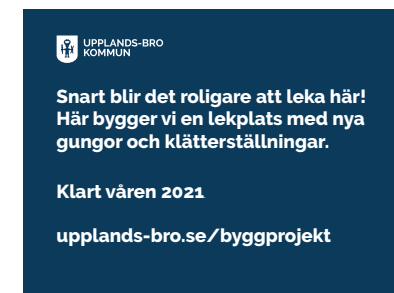 UPPLANDS-BRO
KOMMUN
Snart blir det roligare att leka här!
Här bygger vi en lekplats med nya
gungor och klätterställningar.
Klart våren 2021
upplands-bro.se/byggprojekt